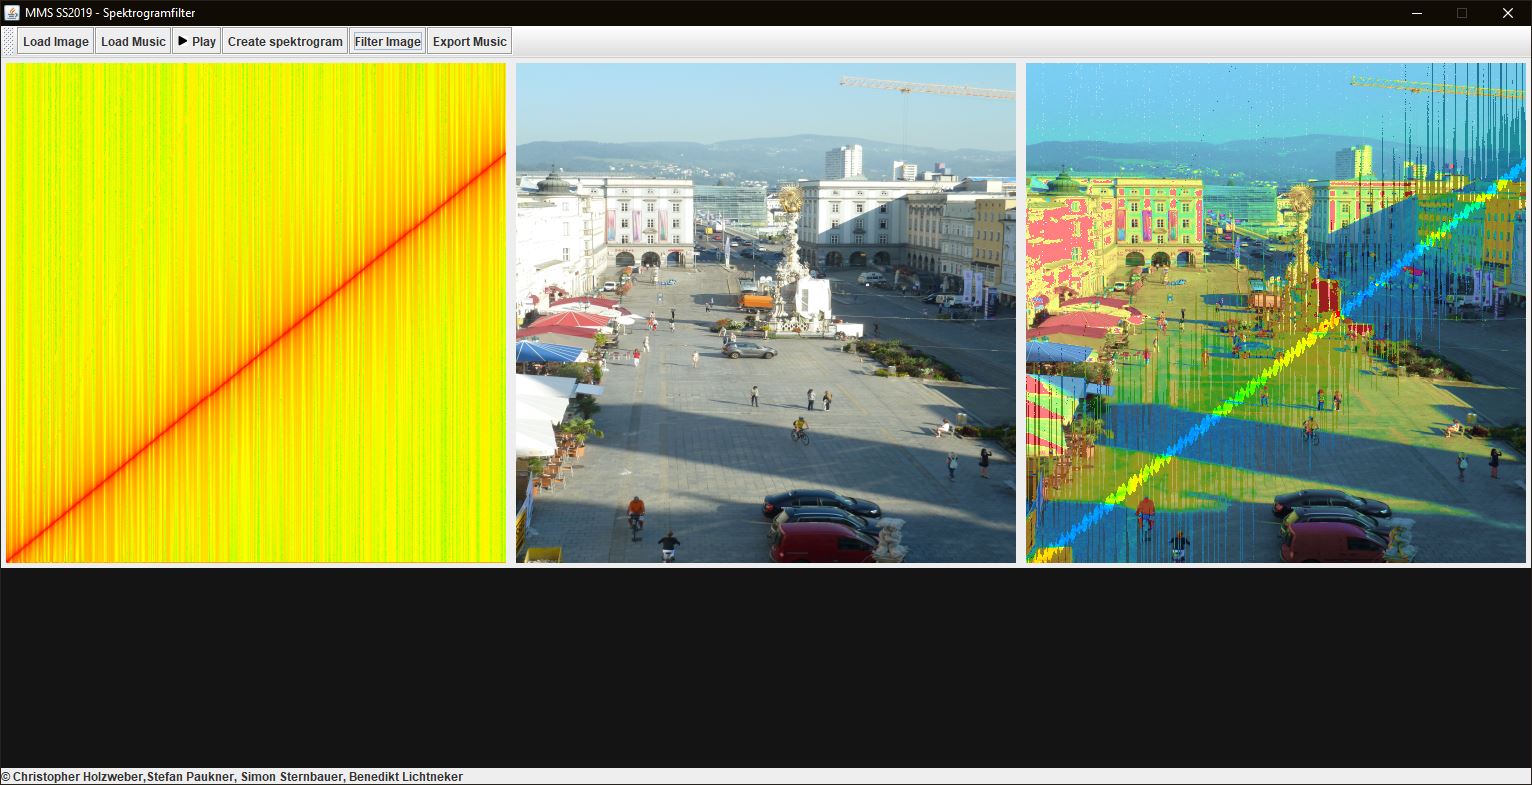 MMS SS2019 - Spektrogramfilter
Load Image Load Music Play Create spektrogram Filter Image Export Music
© Christopher Holzweber,Stefan Paukner, Simon Sternbauer, Benedikt Lichtneker